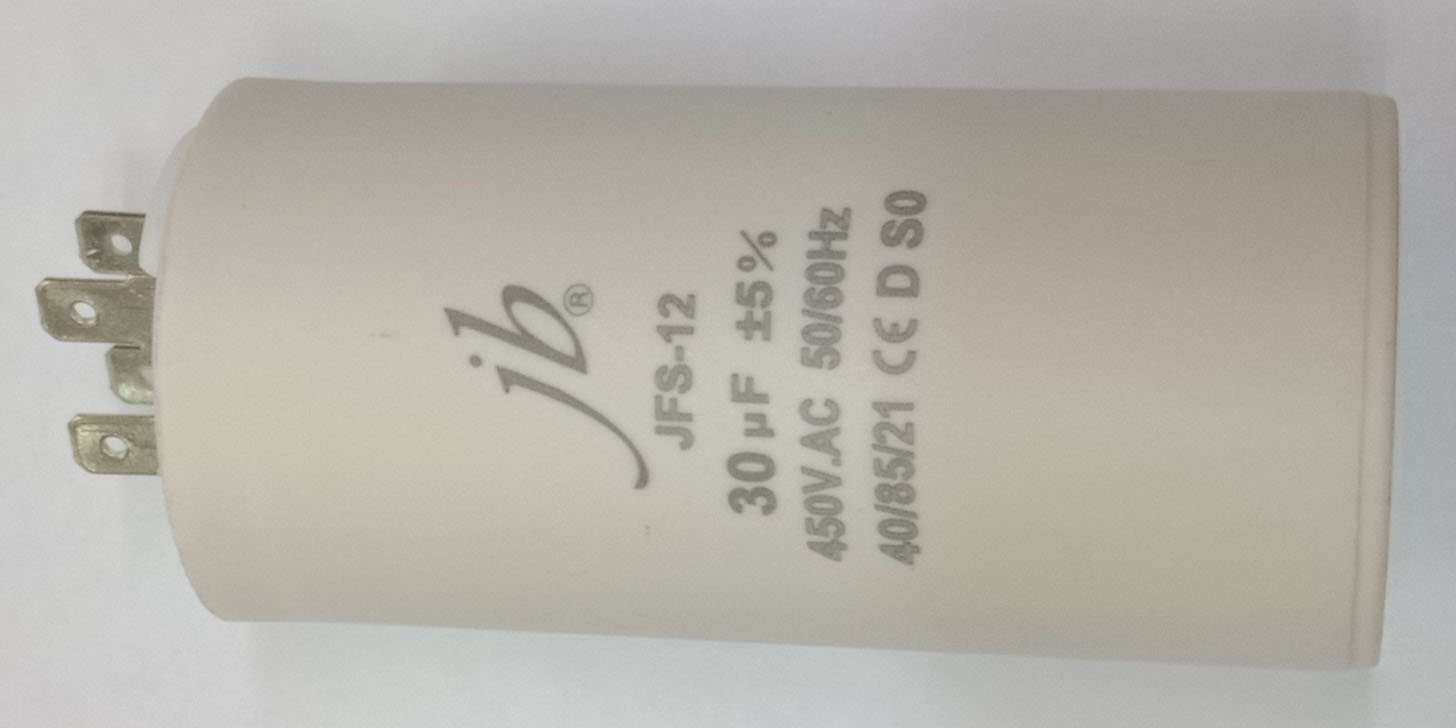 jb®
JFS-12
30 µF ±5%
450V.AC 50/60Hz
40/85/21 CE D S0